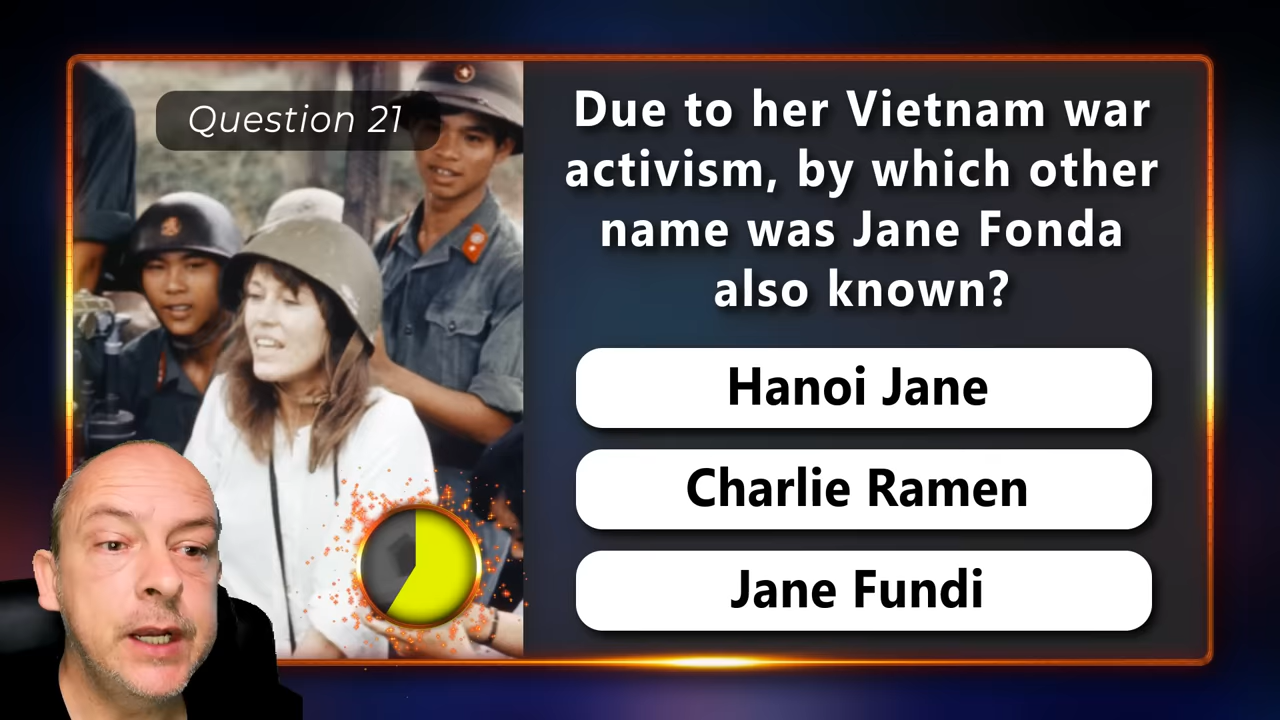 Question 21
Due to her Vietnam war
activism, by which other
name was Jane Fonda
also known?
Hanoi Jane
Charlie Ramen
Jane Fundi